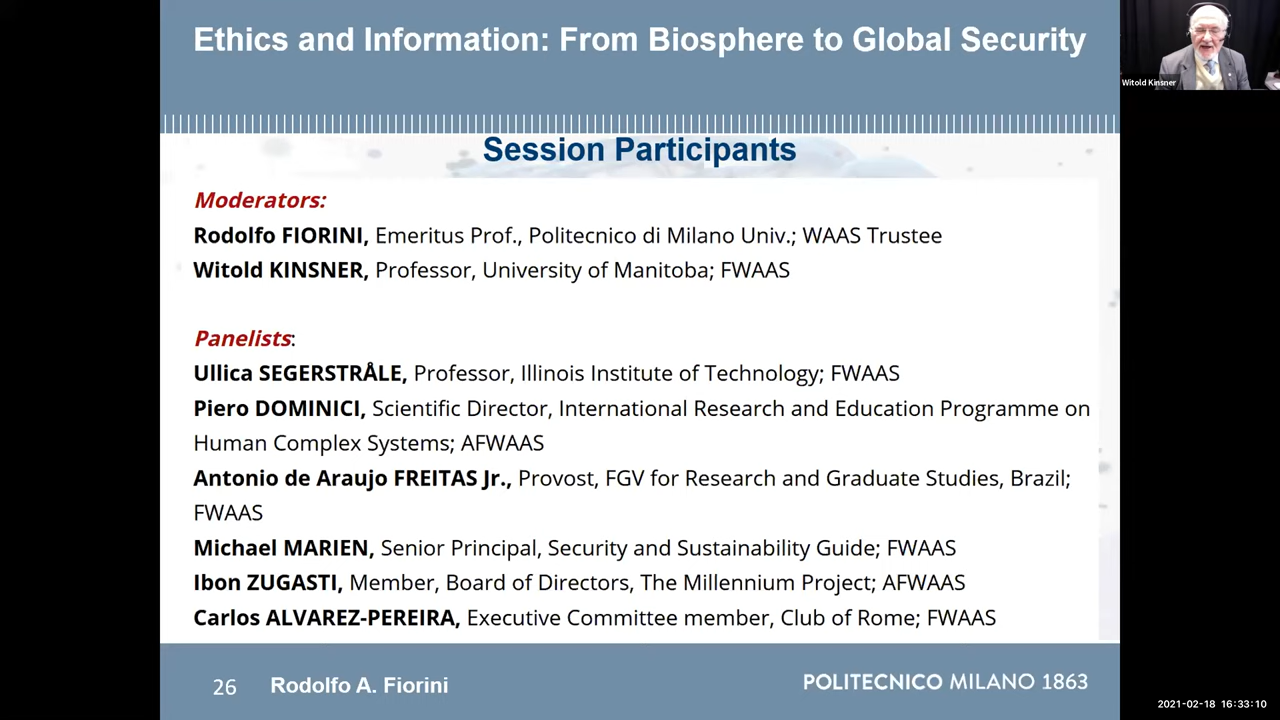 Ethics and Information: From Biosphere to Global Security
Witold Kinsner
Session Participants
Moderators:
Rodolfo FIORINI, Emeritus Prof., Politecnico di Milano Univ.; WAAS Trustee
Witold KINSNER, Professor, University of Manitoba; FWAAS
Panelists:
Ullica SEGERSTRÅLE, Professor, Illinois Institute of Technology; FWAAS
Piero DOMINICI, Scientific Director, International Research and Education Programme on
Human Complex Systems; AFWAAS
Antonio de Araujo FREITAS Jr., Provost, FGV for Research and Graduate Studies, Brazil;
FWAAS
Michael MARIEN, Senior Principal, Security and Sustainability Guide; FWAAS
Ibon ZUGASTI, Member, Board of Directors, The Millennium Project; AFWAAS
Carlos ALVAREZ-PEREIRA, Executive Committee member, Club of Rome; FWAAS
26 Rodolfo A. Fiorini POLITECNICO MILANO 1863
2021-02-18 16:33:10